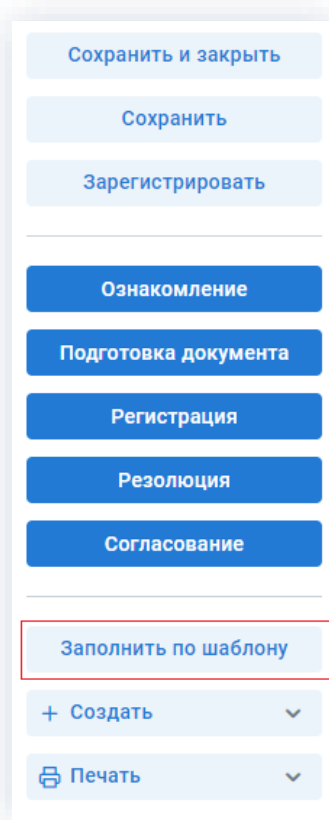 Сохранить и закрыть
Сохранить
Зарегистрировать
Ознакомление
Подготовка документа
Регистрация
Резолюция
Согласование
Заполнить по шаблону
+ Создать
Печать